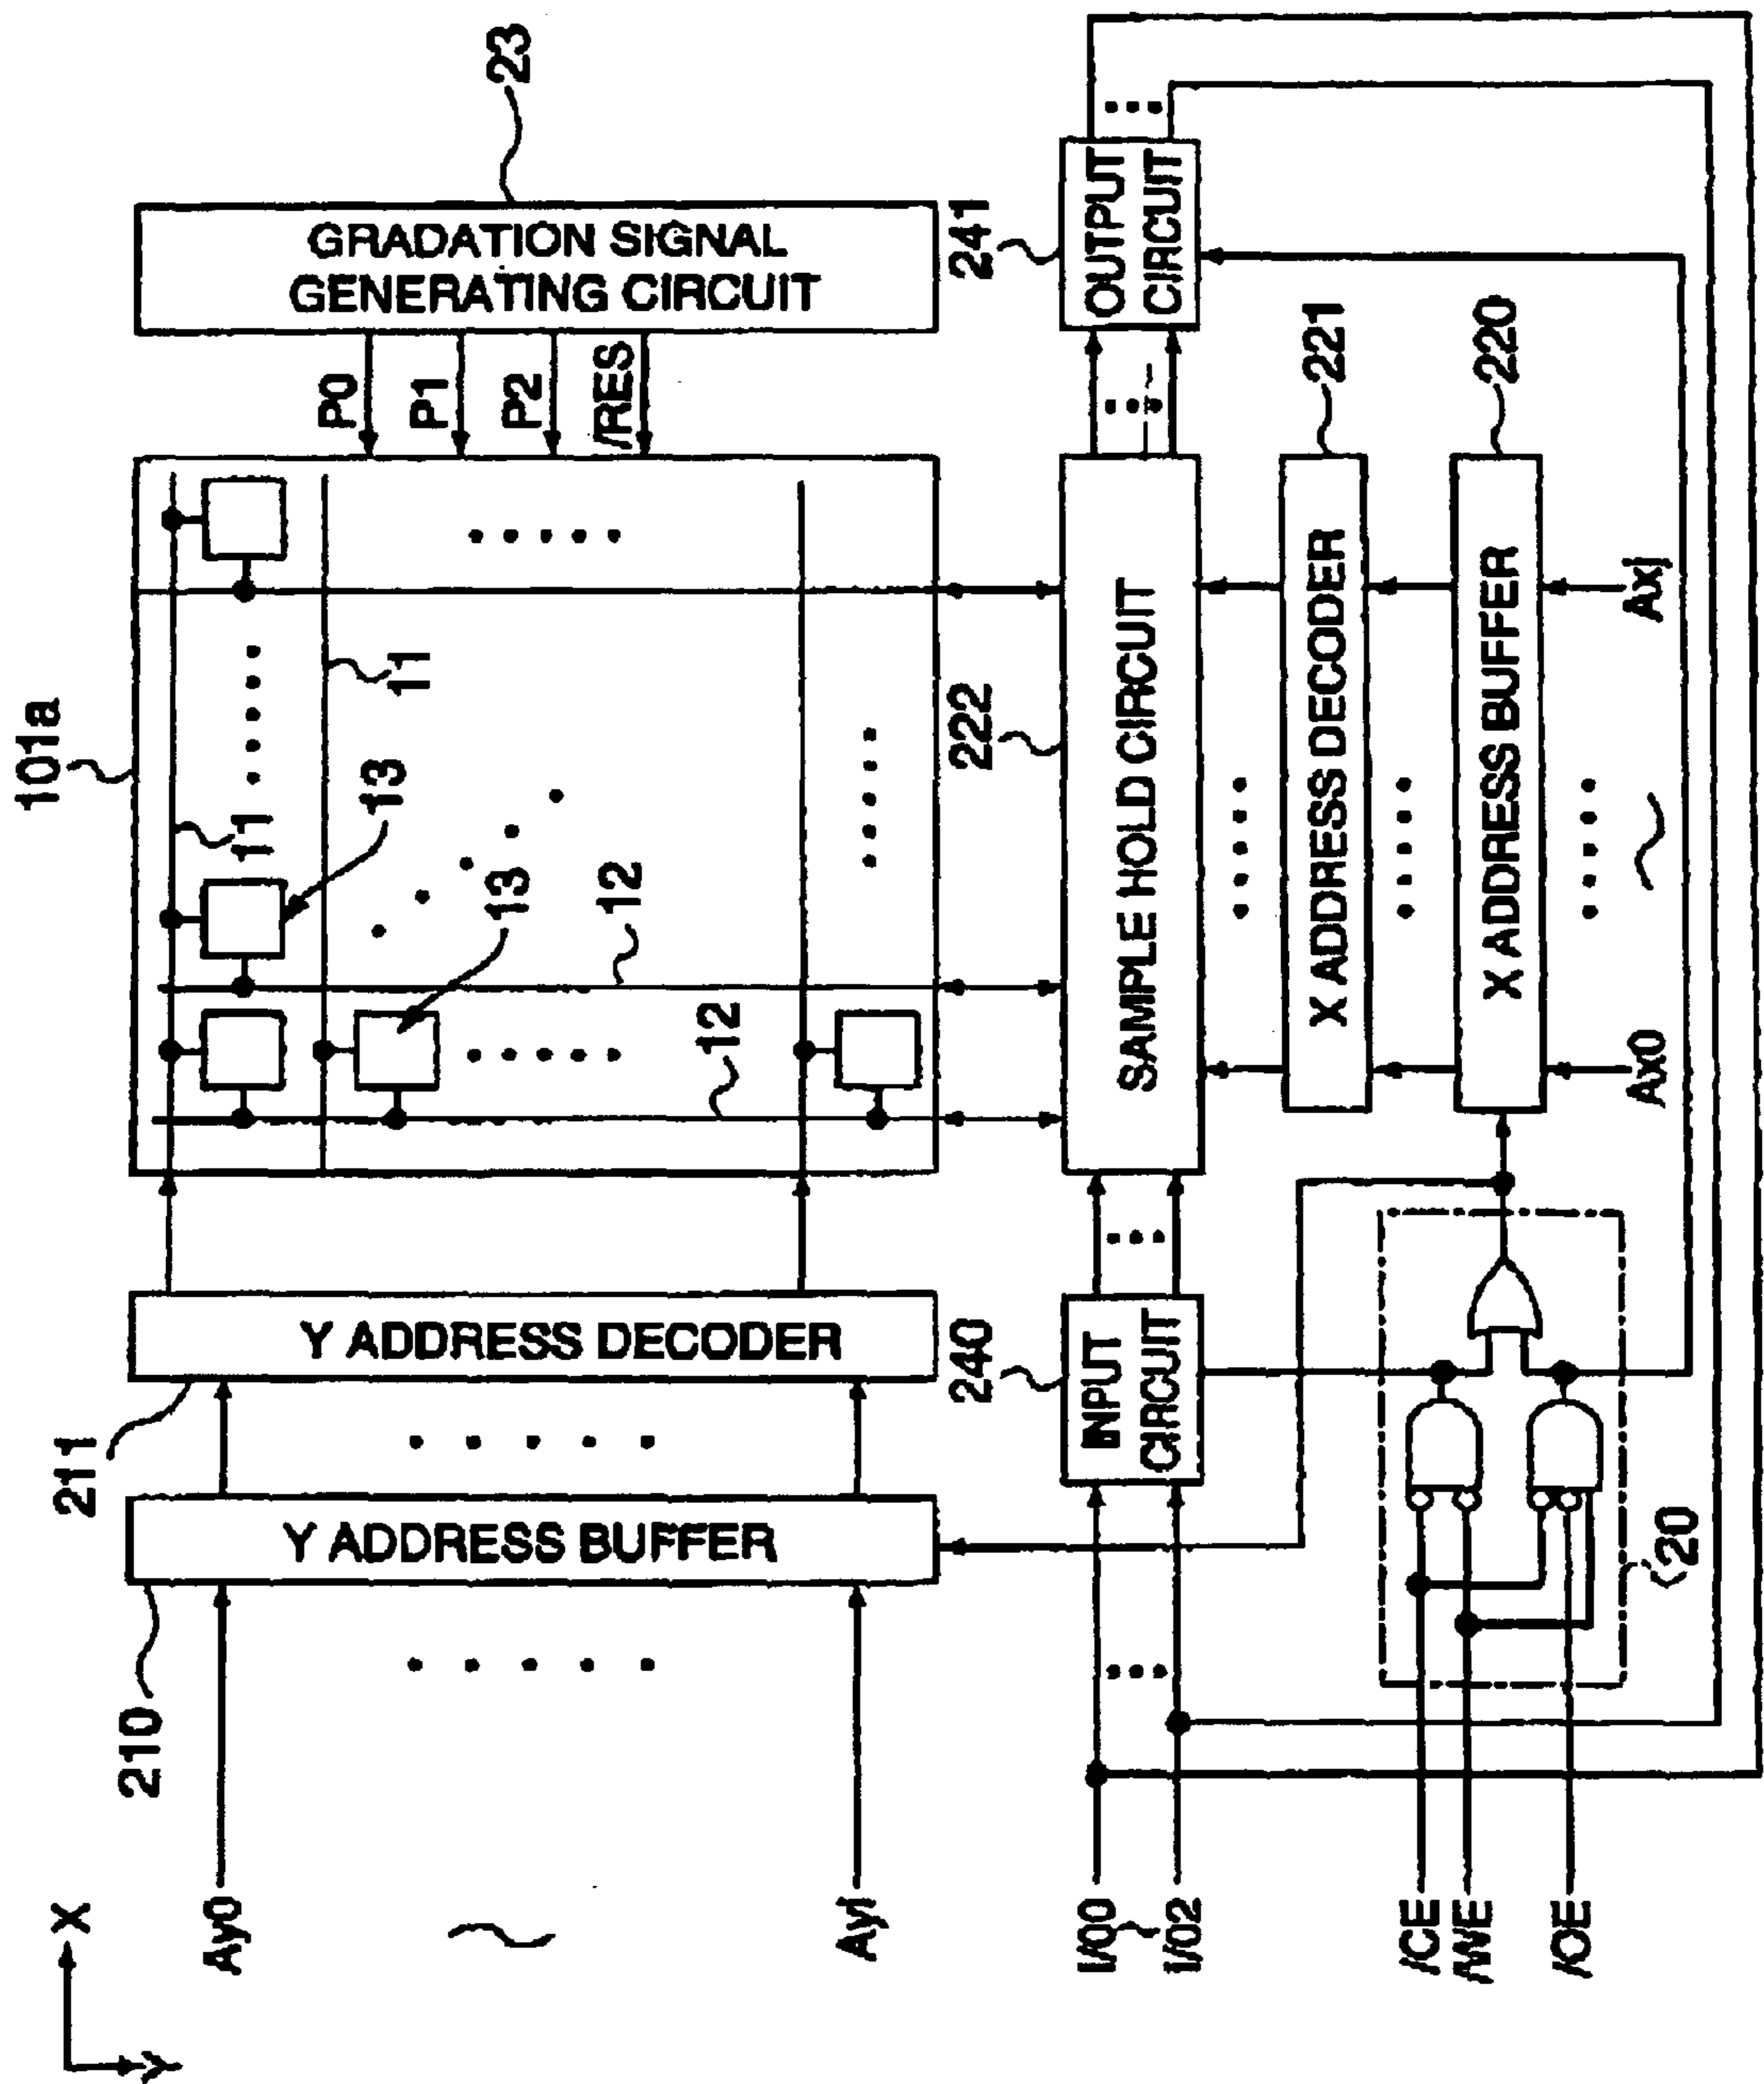 X
Y
101a
23
GRADATION SIGNAL
GENERATING CIRCUIT
P0
P1
P2
/RES
11
11
13
13
12
12
211
Y ADDRESS DECODER
210
Y ADDRESS BUFFER
Ay0
Ayi
240
INPUT
CIRCUIT
222
SAMPLE HOLD CIRCUIT
241
OUTPUT
CIRCUIT
221
X ADDRESS DECODER
220
X ADDRESS BUFFER
Ax0
Axj
I/O0
I/O2
/CE
/WE
/OE
20